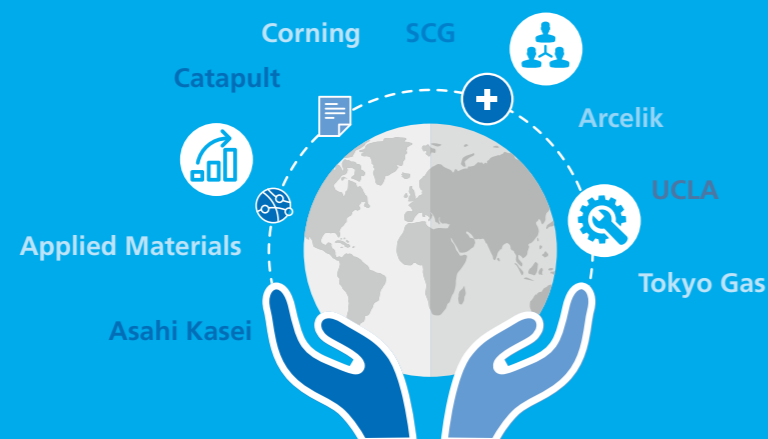 Corning
SCG
Catapult
Arcelik
UCLA
Applied Materials
Tokyo Gas
Asahi Kasei